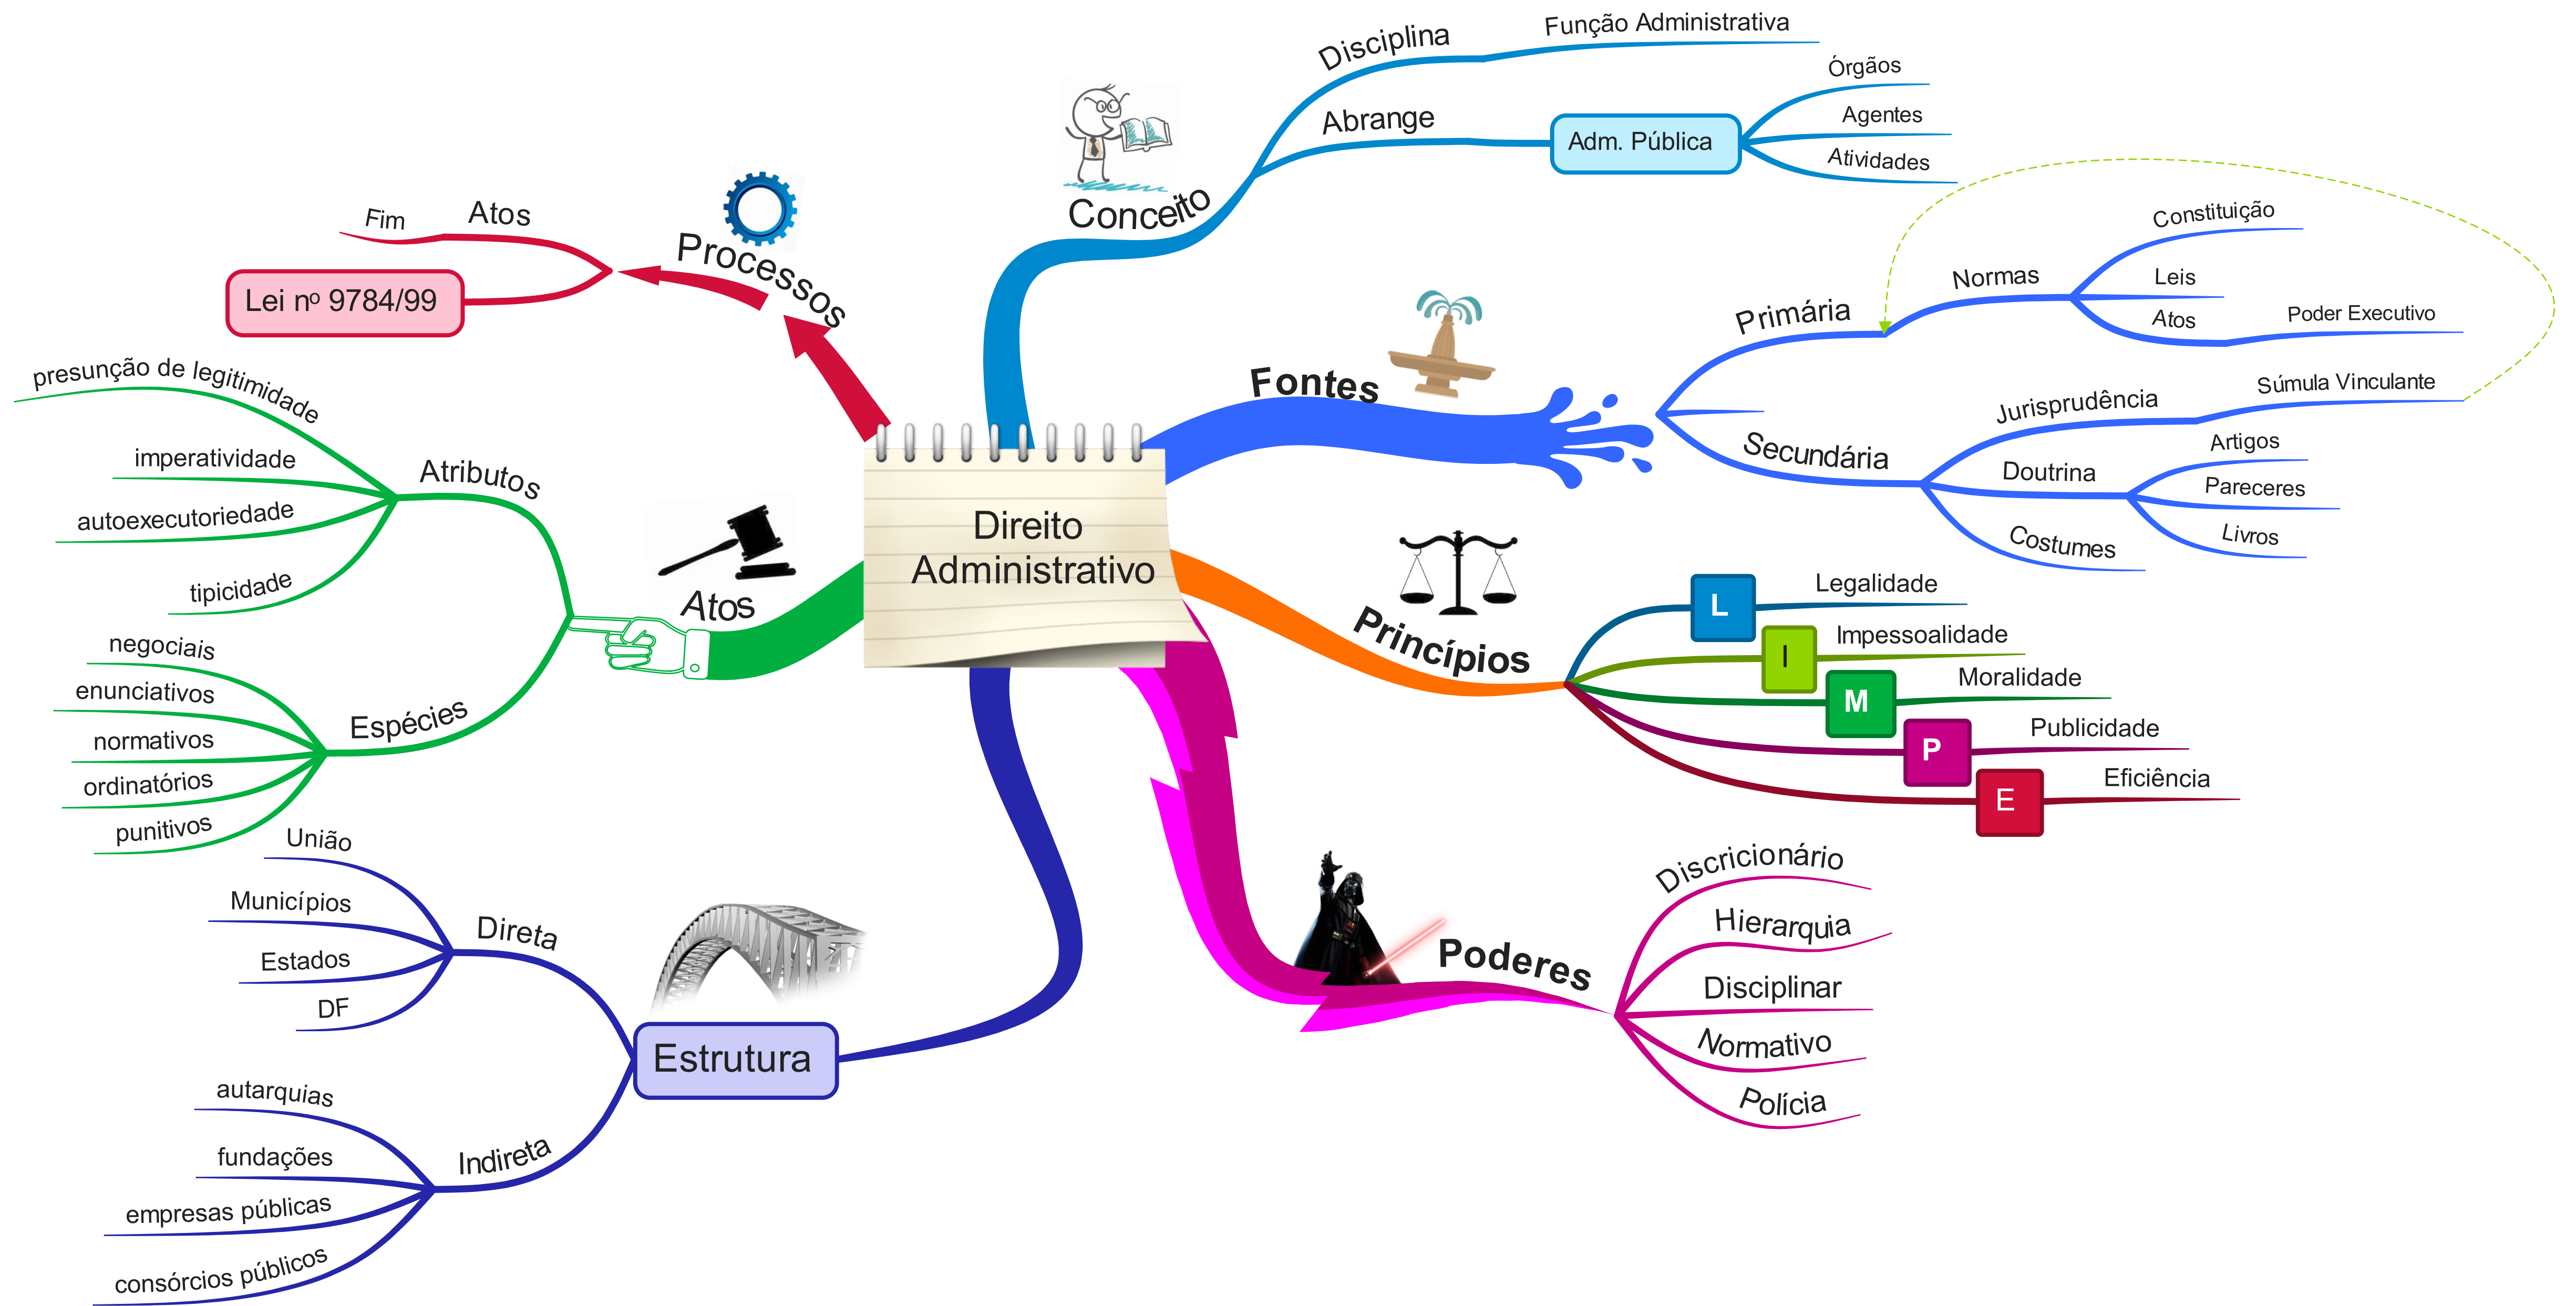 Direito
Administrativo
Conceito
Disciplina
Função Administrativa
Abrange
Adm. Pública
Órgãos
Agentes
Atividades
Fontes
Primária
Normas
Constituição
Leis
Atos
Poder Executivo
Secundária
Jurisprudência
Súmula Vinculante
Doutrina
Artigos
Pareceres
Livros
Costumes
Princípios
L
Legalidade
I
Impessoalidade
M
Moralidade
P
Publicidade
E
Eficiência
Poderes
Discricionário
Hierarquia
Disciplinar
Normativo
Polícia
Estrutura
Direta
União
Municípios
Estados
DF
Indireta
autarquias
fundações
empresas públicas
consórcios públicos
Atos
Atributos
presunção de legitimidade
imperatividade
autoexecutoriedade
tipicidade
Espécies
negociais
enunciativos
normativos
ordinatórios
punitivos
Processos
Atos
Fim
Lei nº 9784/99